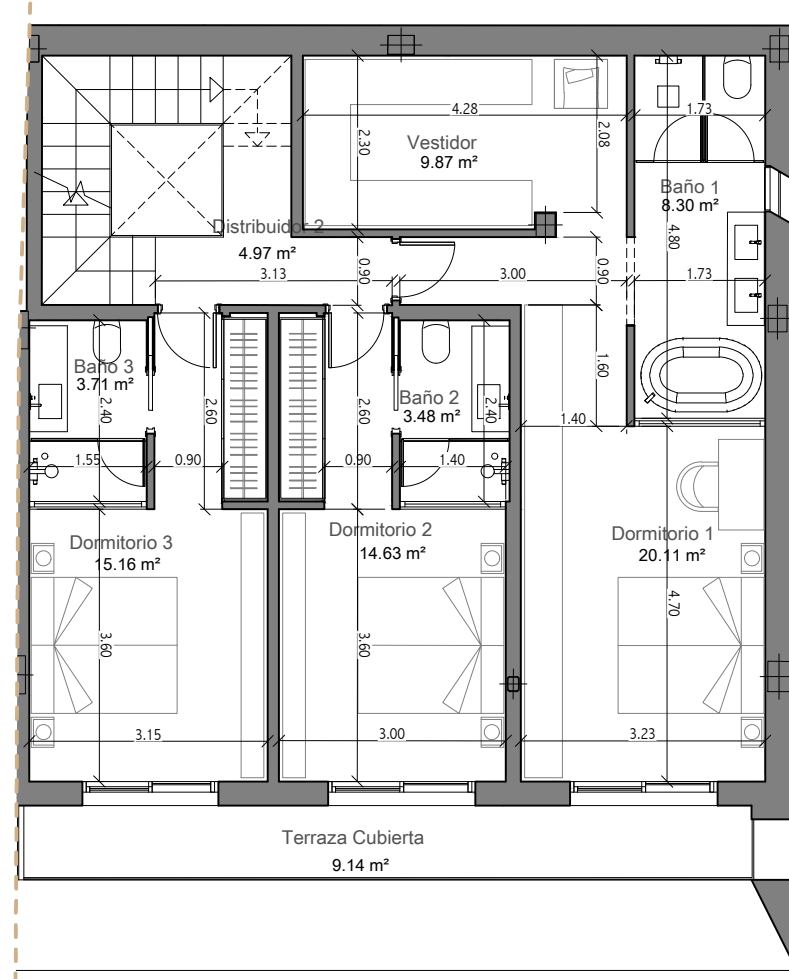 4.28
1.73
2.30
Vestidor
9.87 m²
2.08
Baño 1
8.30 m²
4.80
Distribuidor 2
4.97 m²
3.13
0.90
3.00
0.90
1.73
1.60
Baño 3
3.71 m²
2.40
2.60
2.60
Baño 2
3.48 m²
2.40
1.40
1.55
0.90
0.90
1.40
Dormitorio 3
15.16 m²
Dormitorio 2
14.63 m²
Dormitorio 1
20.11 m²
4.70
3.60
3.60
3.15
3.00
3.23
Terraza Cubierta
9.14 m²